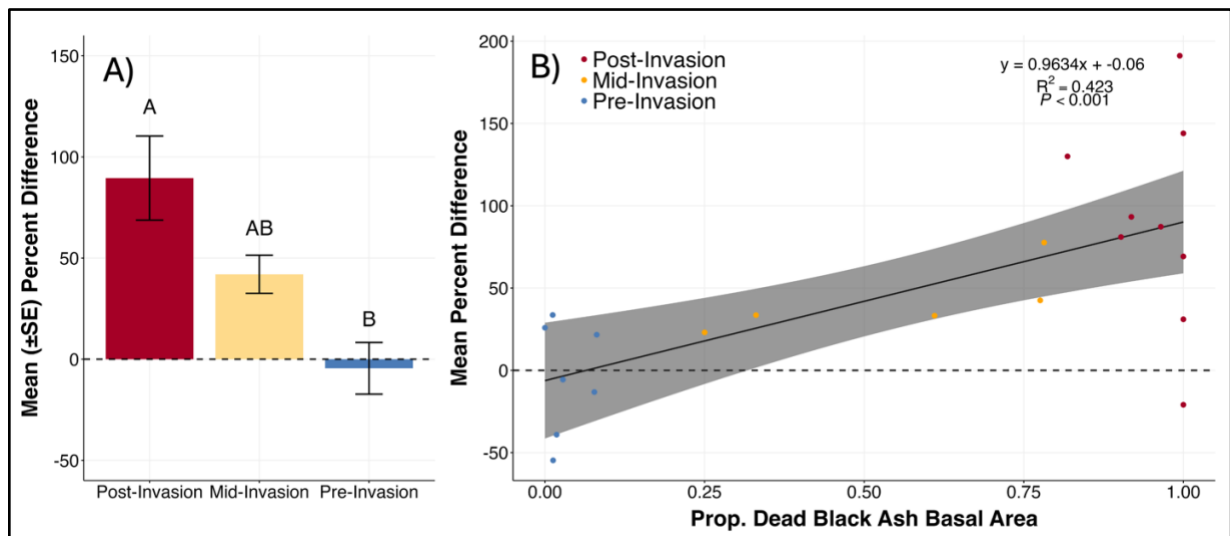 A)
Mean (±SE) Percent Difference
150
100
50
0
-50
A
AB
B
Post-Invasion Mid-Invasion Pre-Invasion
B)
Post-Invasion
Mid-Invasion
Pre-Invasion
y = 0.9634x + -0.06
R² = 0.423
P < 0.001
Mean Percent Difference
200
150
100
50
0
-50
0.00 0.25 0.50 0.75 1.00
Prop. Dead Black Ash Basal Area